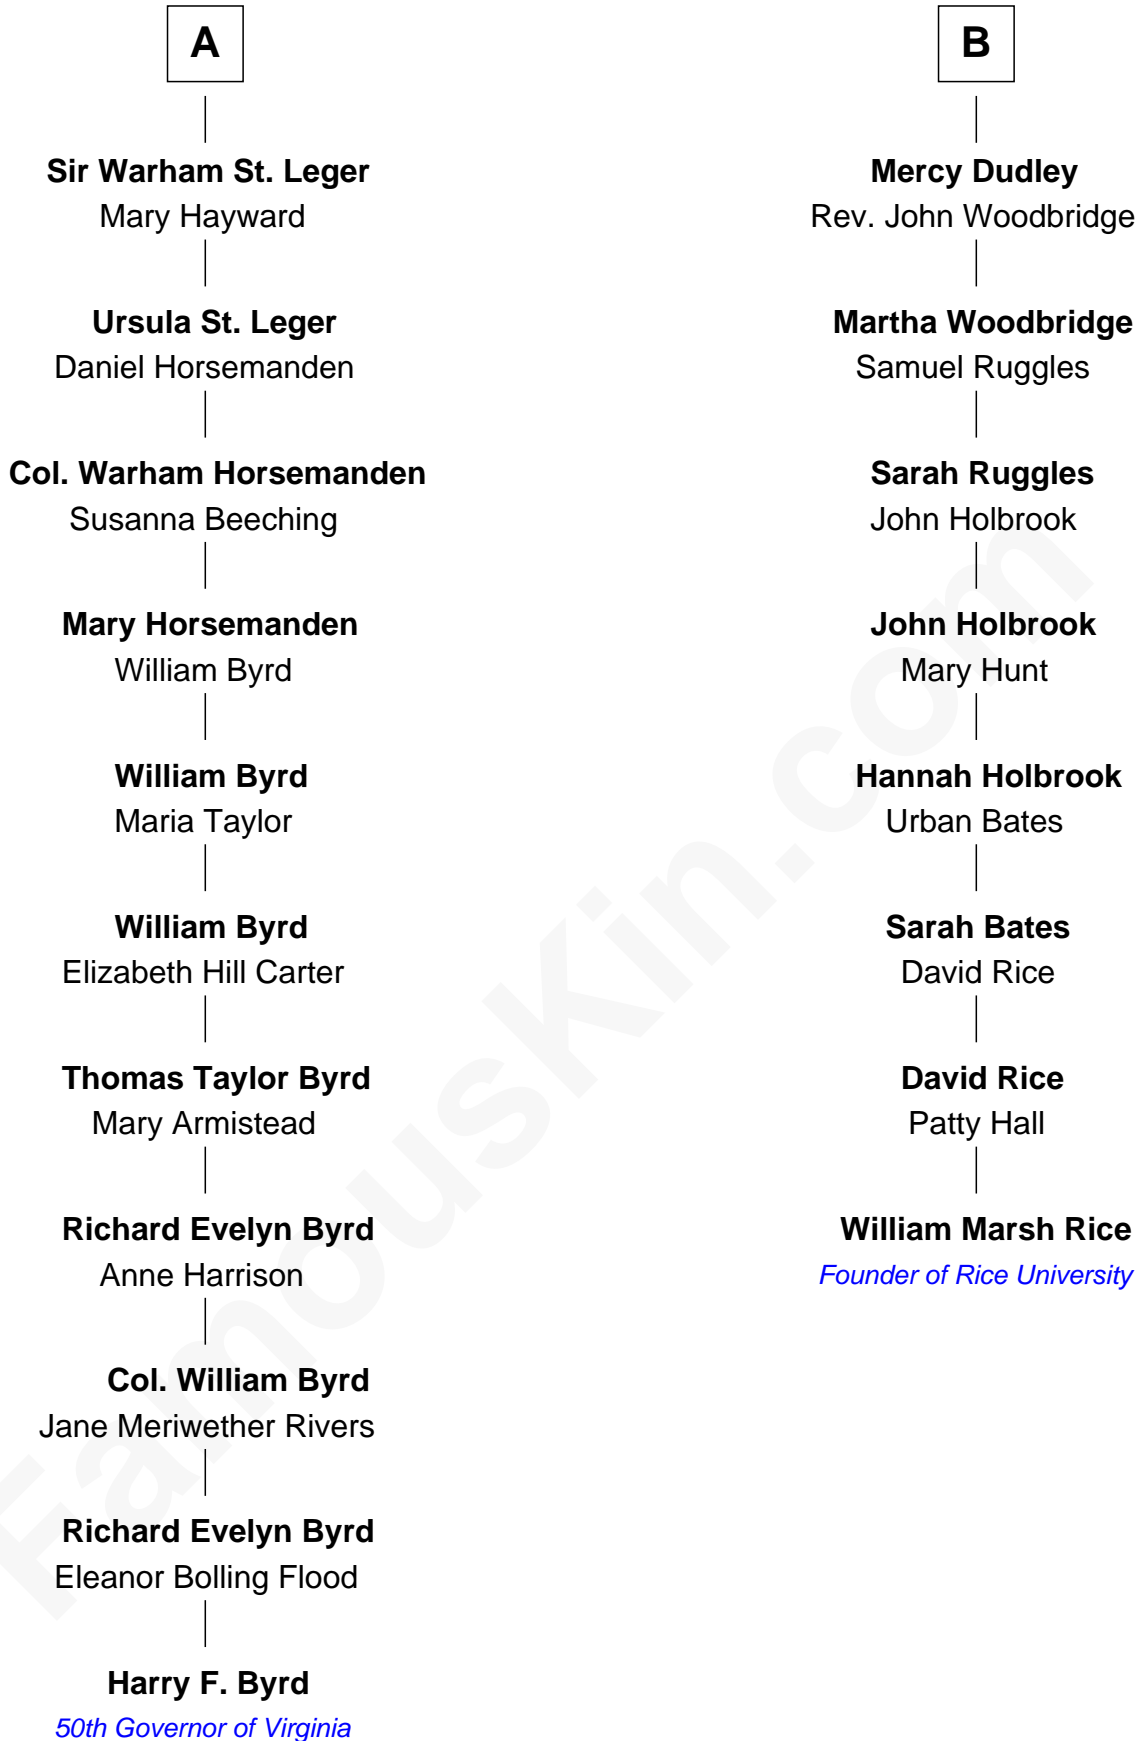 A
Sir Warham St. Leger
Mary Hayward
Ursula St. Leger
Daniel Horsemanden
Col. Warham Horsemanden
Susanna Beeching
Mary Horsemanden
William Byrd
William Byrd
Maria Taylor
William Byrd
Elizabeth Hill Carter
Thomas Taylor Byrd
Mary Armistead
Richard Evelyn Byrd
Anne Harrison
Col. William Byrd
Jane Meriwether Rivers
Richard Evelyn Byrd
Eleanor Bolling Flood
Harry F. Byrd
50th Governor of Virginia
B
Mercy Dudley
Rev. John Woodbridge
Martha Woodbridge
Samuel Ruggles
Sarah Ruggles
John Holbrook
John Holbrook
Mary Hunt
Hannah Holbrook
Urban Bates
Sarah Bates
David Rice
David Rice
Patty Hall
William Marsh Rice
Founder of Rice University
FamousKin.com